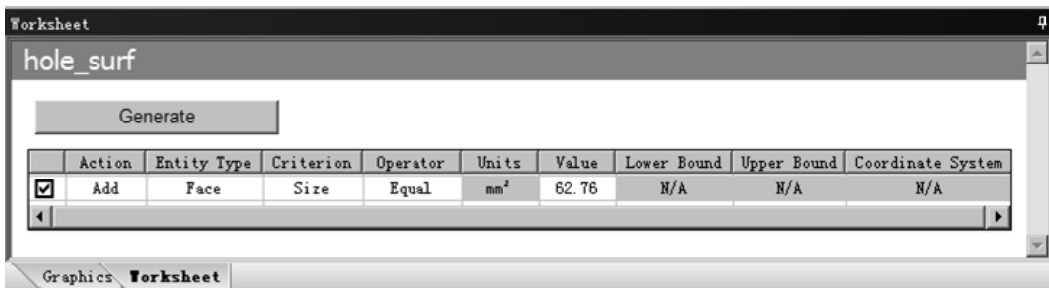 Worksheet
hole_surf
Generate
Action Entity Type Criterion Operator Units Value Lower Bound Upper Bound Coordinate System
Add Face Size Equal mm² 62.76 N/A N/A N/A
Graphics Worksheet